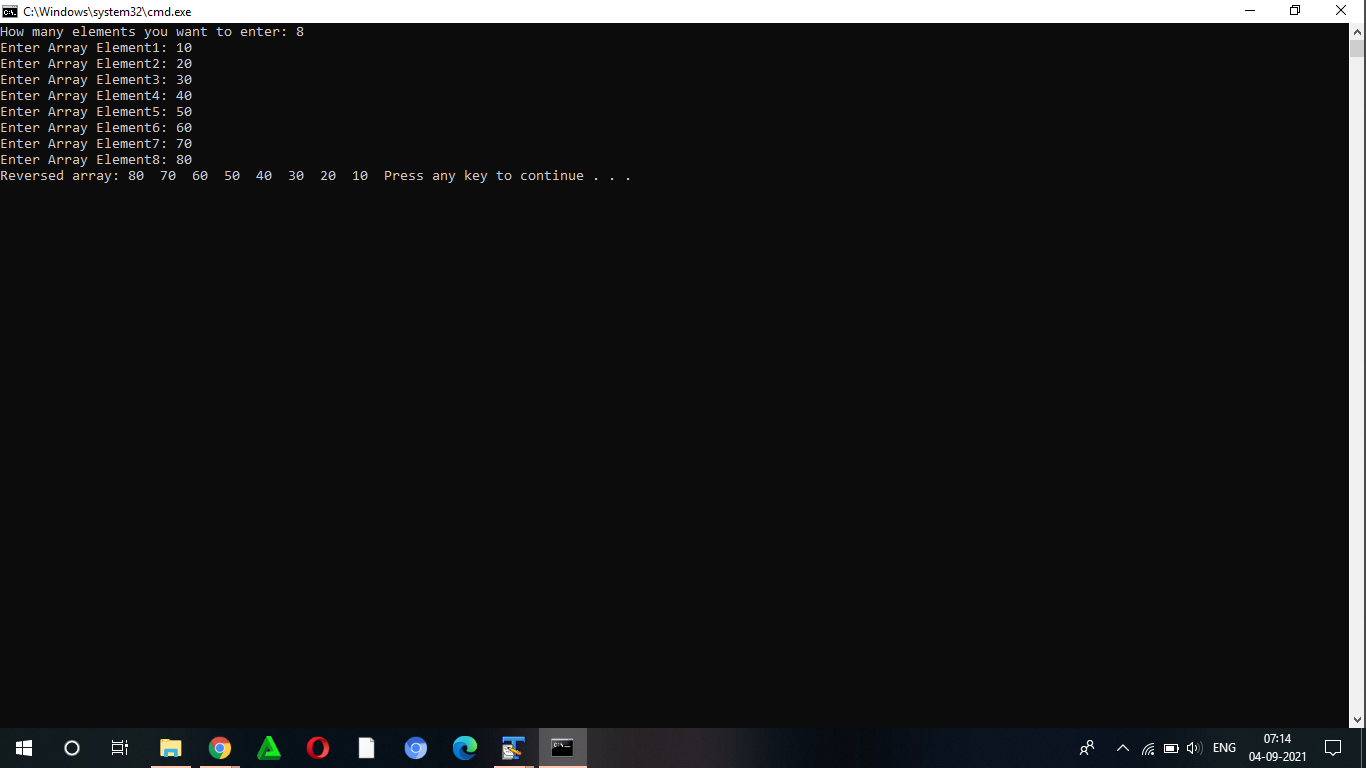 C:\Windows\system32\cmd.exe
How many elements you want to enter: 8
Enter Array Element1: 10
Enter Array Element2: 20
Enter Array Element3: 30
Enter Array Element4: 40
Enter Array Element5: 50
Enter Array Element6: 60
Enter Array Element7: 70
Enter Array Element8: 80
Reversed array: 80  70  60  50  40  30  20  10  Press any key to continue . . .
ENG
07:14
04-09-2021